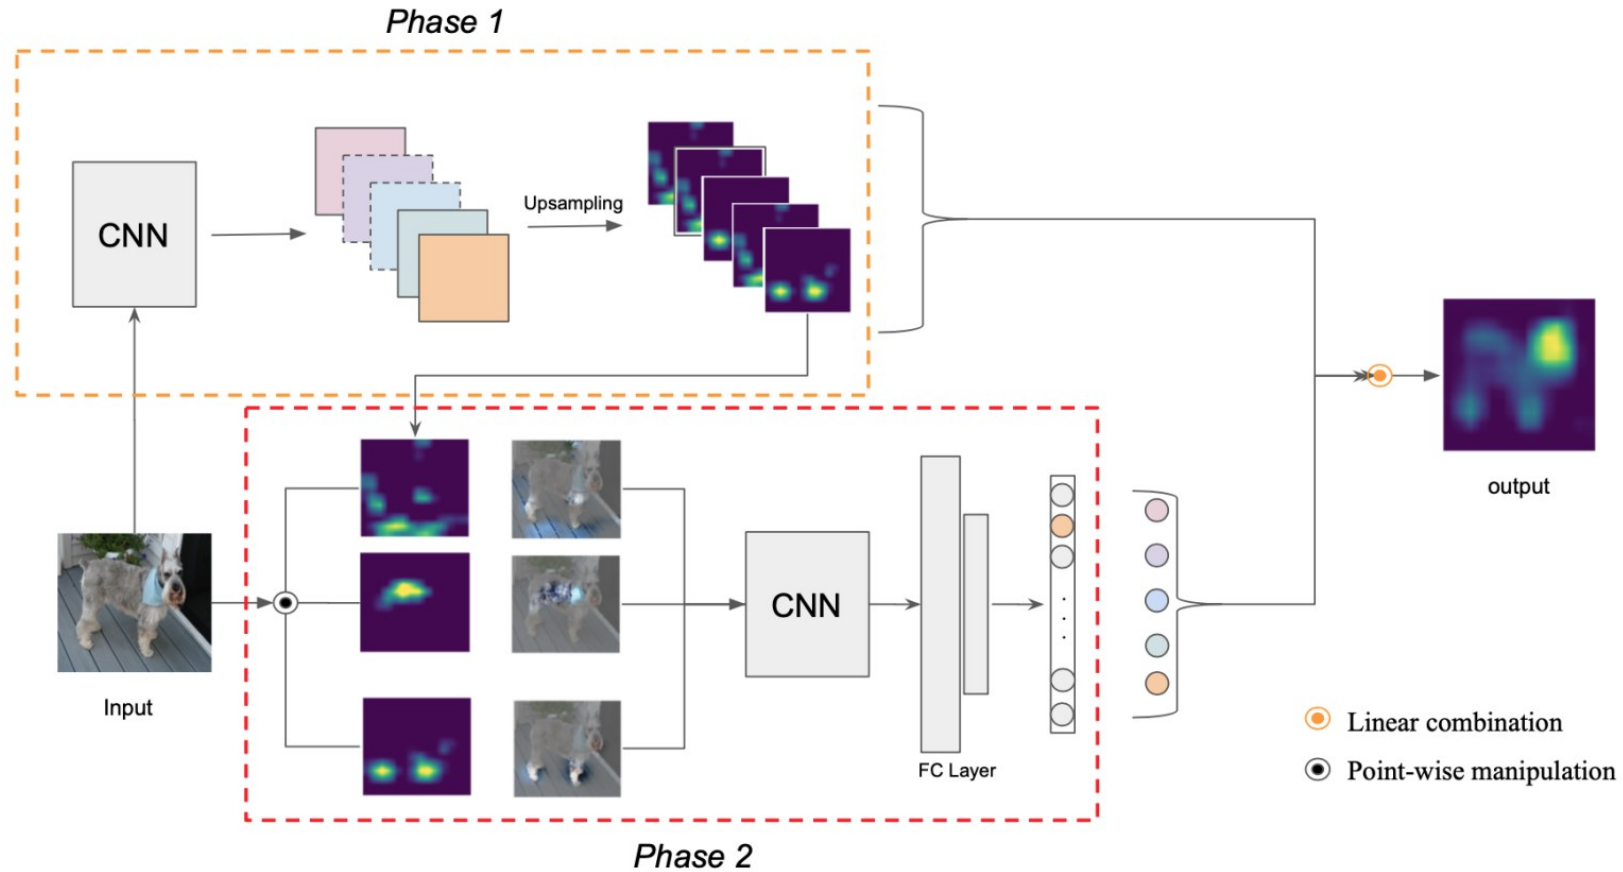 Phase 1
CNN
Upsampling
output
CNN
Input
FC Layer
Linear combination
Point-wise manipulation
Phase 2